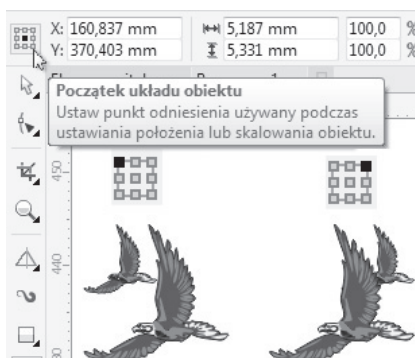 X: 160,837 mm 5,187 mm 100,0 %
Y: 370,403 mm 5,331 mm 100,0 %
Początek układu obiektu
Ustaw punkt odniesienia używany podczas
ustawiania położenia lub skalowania obiektu.
450
440